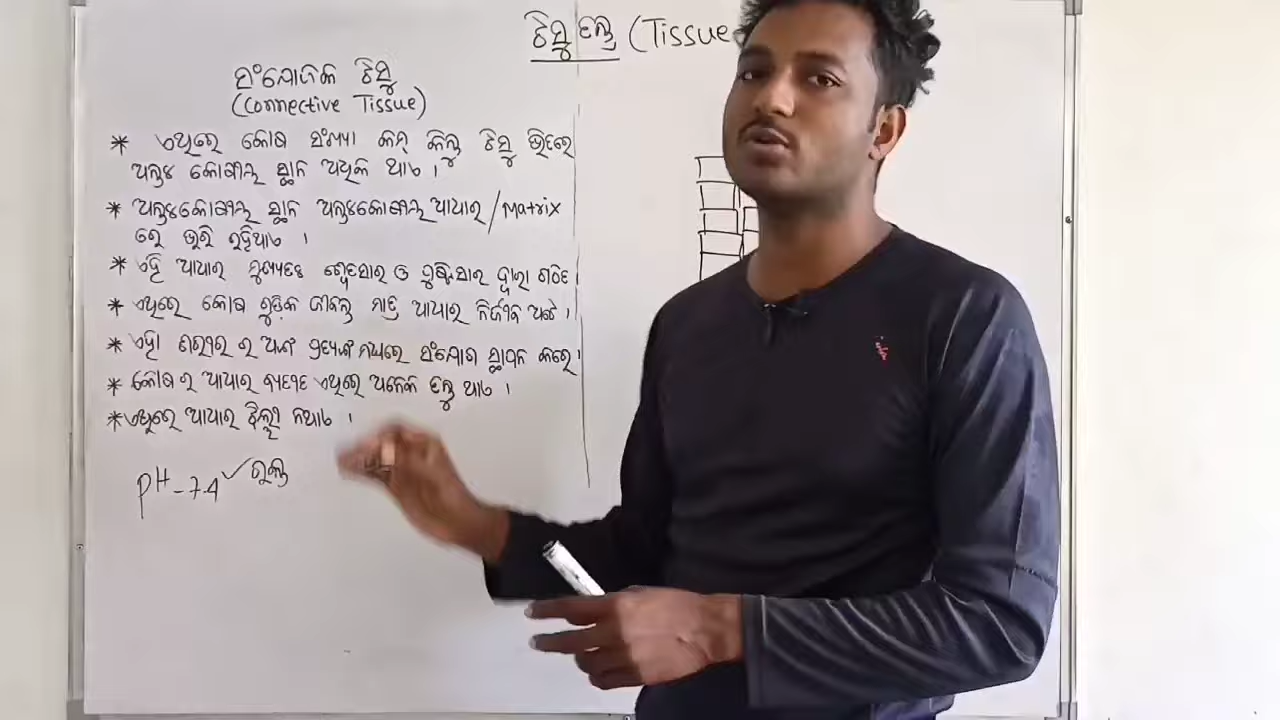 ଟିସୁ ତନ୍ତୁ (Tissue
ସଂଯୋଜକ ଟିସୁ
(Connective Tissue)
* ଏଥିରେ କୋଷ ସଂଖ୍ୟା କମ୍ କିନ୍ତୁ ଟିସୁ ଭିତରେ
ଅନ୍ତଃ କୋଷୀୟ ସ୍ଥାନ ଅଧିକ ଥାଏ ।
* ଅନ୍ତଃକୋଷୀୟ ସ୍ଥାନ ଅନ୍ତଃକୋଷୀୟ ଆଧାର / Matrix
ରେ ଭରି ରହିଥାଏ ।
* ଏହି ଆଧାର ମୁଖ୍ୟତଃ ଶ୍ୱେତସାର ଓ ପୁଷ୍ଟିସାର ଦ୍ୱାରା ଗଠିତ ।
* ଏଥିରେ କୋଷ ଗୁଡ଼ିକ ଜୀବନ୍ତ ମାତ୍ର ଆଧାର ନିର୍ଜୀବ ଅଟେ ।
* ଏହା ଶରୀର ର ଅଙ୍ଗ ପ୍ରତ୍ୟଙ୍ଗ ମଧ୍ୟରେ ସଂଯୋଗ ସ୍ଥାପନ କରେ ।
* କୋଷ ର ଆଧାର ବ୍ୟତୀତ ଏଥିରେ ଅନେକ ତନ୍ତୁ ଥାଏ ।
* ଏଥିରେ ଆଧାର ଝିଲ୍ଲୀ ନଥାଏ ।
pH - 7.4 ✓ ରକ୍ତ